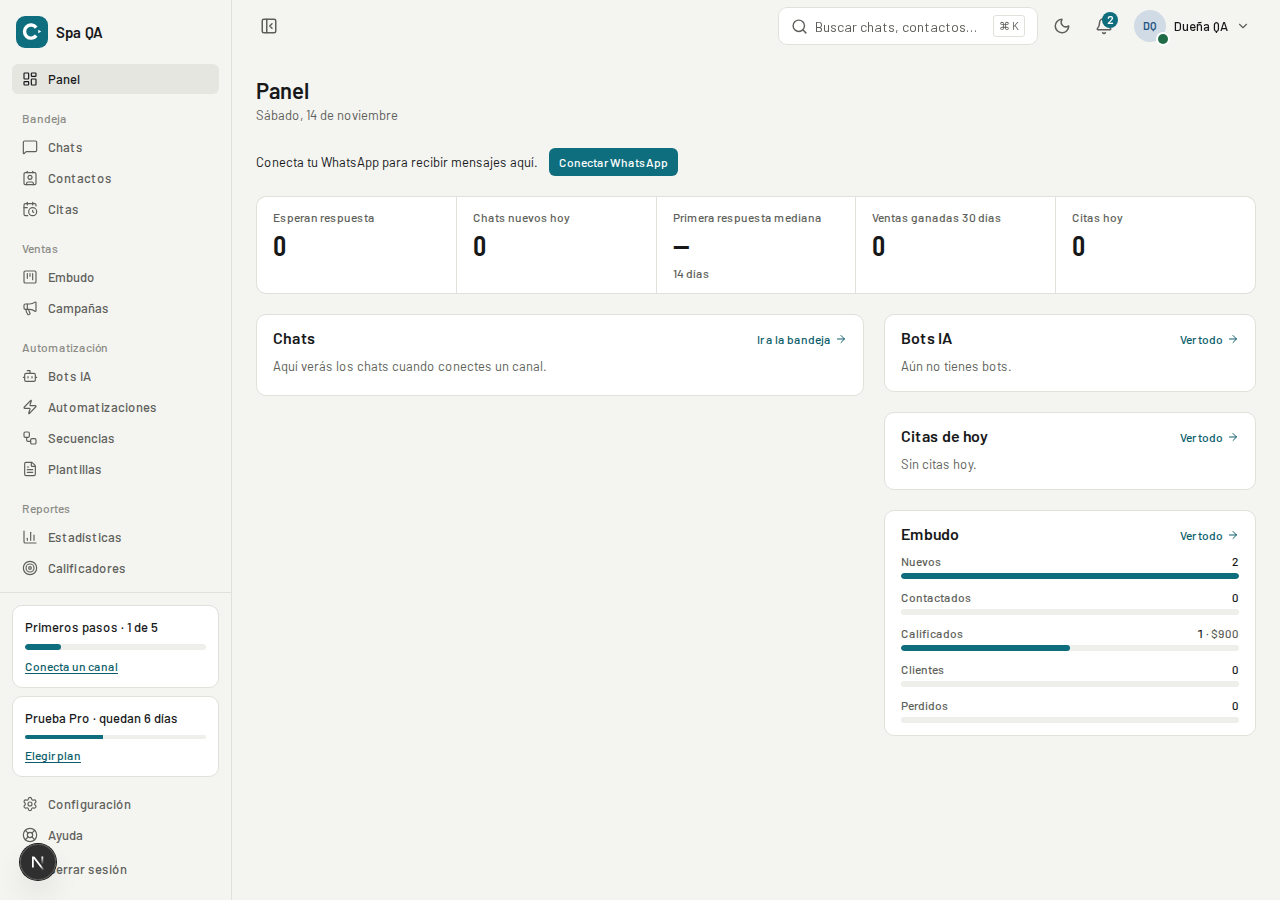 Spa QA
Buscar chats, contactos...
⌘ K
2
DQ
Dueña QA
Panel
Bandeja
Chats
Contactos
Citas
Ventas
Embudo
Campañas
Automatización
Bots IA
Automatizaciones
Secuencias
Plantillas
Reportes
Estadísticas
Calificadores
Primeros pasos · 1 de 5
Conecta un canal
Prueba Pro · quedan 6 días
Elegir plan
Configuración
Ayuda
N
errar sesión
Panel
Sábado, 14 de noviembre
Conecta tu WhatsApp para recibir mensajes aquí.
Conectar WhatsApp
Esperan respuesta
0
Chats nuevos hoy
0
Primera respuesta mediana
—
14 días
Ventas ganadas 30 días
0
Citas hoy
0
Chats
Ir a la bandeja →
Aquí verás los chats cuando conectes un canal.
Bots IA
Ver todo →
Aún no tienes bots.
Citas de hoy
Ver todo →
Sin citas hoy.
Embudo
Ver todo →
Nuevos 2
Contactados 0
Calificados 1 · $900
Clientes 0
Perdidos 0